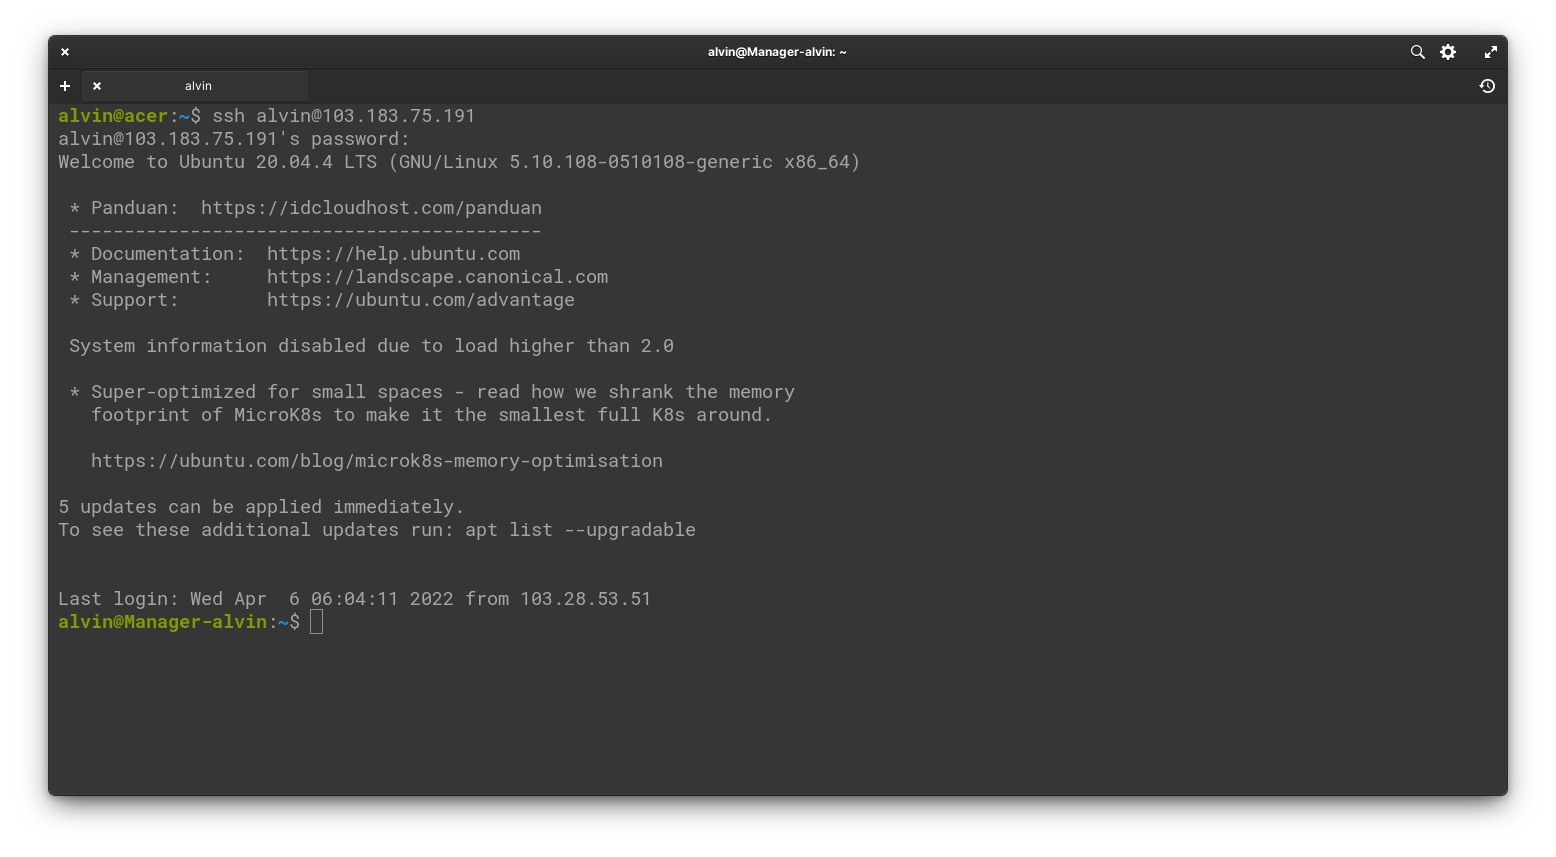 alvin@Manager-alvin: ~
alvin
alvin@acer:~$ ssh alvin@103.183.75.191
alvin@103.183.75.191's password:
Welcome to Ubuntu 20.04.4 LTS (GNU/Linux 5.10.108-0510108-generic x86_64)

 * Panduan:  https://idcloudhost.com/panduan
 -------------------------------------------
 * Documentation:  https://help.ubuntu.com
 * Management:     https://landscape.canonical.com
 * Support:        https://ubuntu.com/advantage

 System information disabled due to load higher than 2.0

 * Super-optimized for small spaces - read how we shrank the memory
   footprint of MicroK8s to make it the smallest full K8s around.

   https://ubuntu.com/blog/microk8s-memory-optimisation

5 updates can be applied immediately.
To see these additional updates run: apt list --upgradable


Last login: Wed Apr  6 06:04:11 2022 from 103.28.53.51
alvin@Manager-alvin:~$